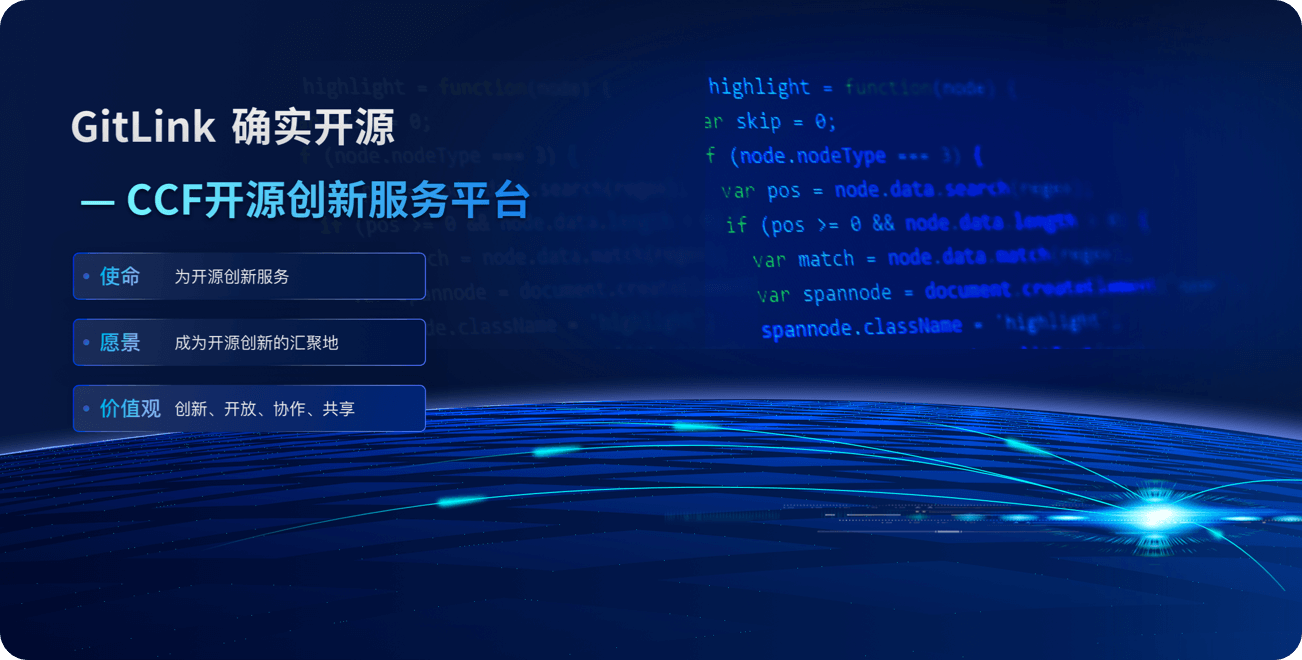 GitLink 确实开源
— CCF开源创新服务平台
使命 为开源创新服务
愿景 成为开源创新的汇聚地
价值观 创新、开放、协作、共享
highlight = function(node) {
ar skip = 0;
f (node.nodeType === 3) {
var pos = node.data.search(regex);
if (pos >= 0 && node.data.length
var match = node.data.match(regex);
var spannode = document.createElement('span
spannode.className = 'highlight';